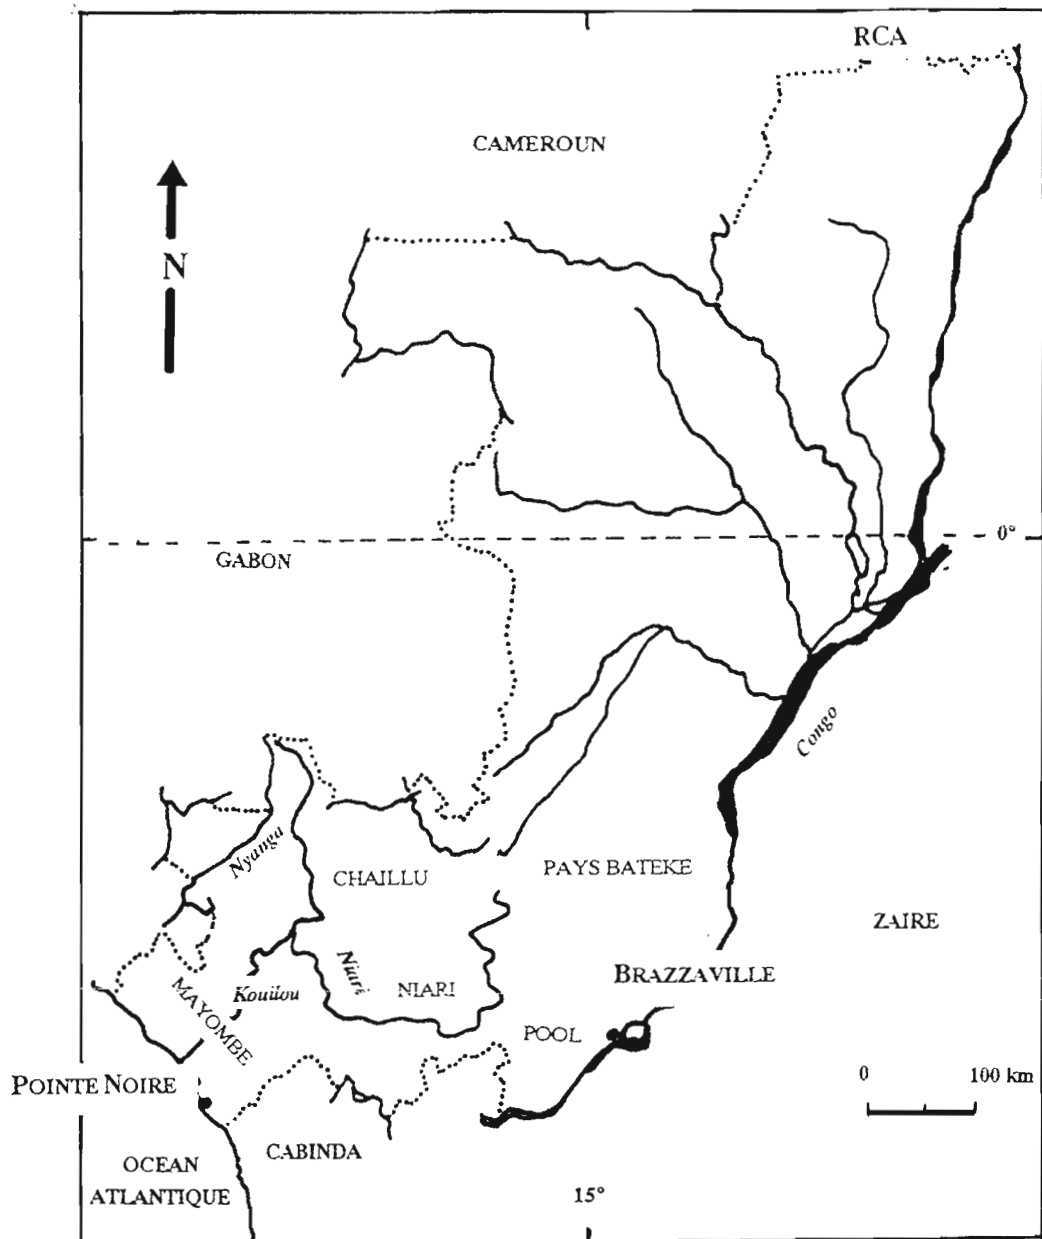 RCA
CAMEROUN
N
0°
GABON
Congo
Nyanga
CHAILLU
PAYS BATEKE
ZAIRE
Niari
BRAZZAVILLE
Kouilou
NIARI
MAYOMBE
POOL
POINTE NOIRE
0 100 km
CABINDA
OCEAN
ATLANTIQUE
15°